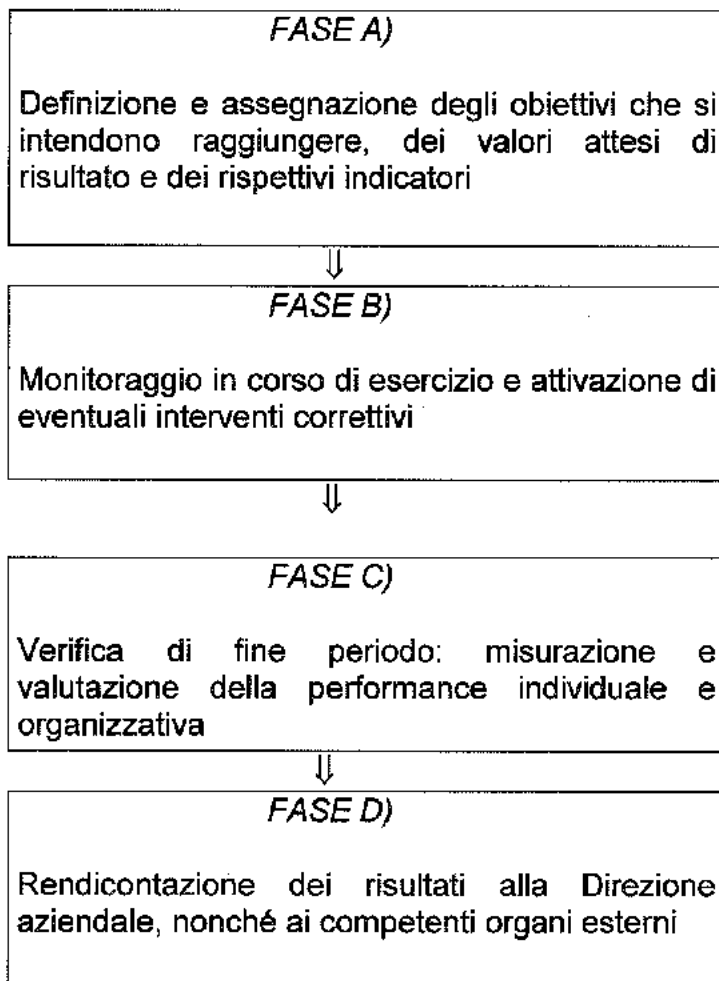 FASE A)
Definizione e assegnazione degli obiettivi che si
intendono raggiungere, dei valori attesi di
risultato e dei rispettivi indicatori
⇓
FASE B)
Monitoraggio in corso di esercizio e attivazione di
eventuali interventi correttivi
⇓
FASE C)
Verifica di fine periodo: misurazione e
valutazione della performance individuale e
organizzativa
⇓
FASE D)
Rendicontazione dei risultati alla Direzione
aziendale, nonché ai competenti organi esterni